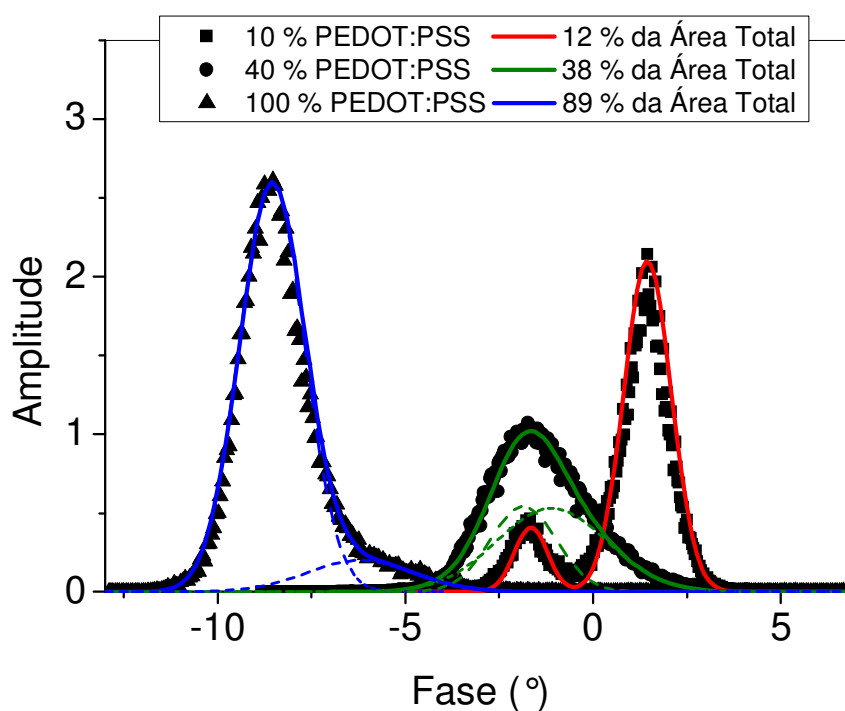 10 % PEDOT:PSS 12 % da Área Total
40 % PEDOT:PSS 38 % da Área Total
100 % PEDOT:PSS 89 % da Área Total
3
2
1
0
Amplitude
-10 -5 0 5
Fase (°)